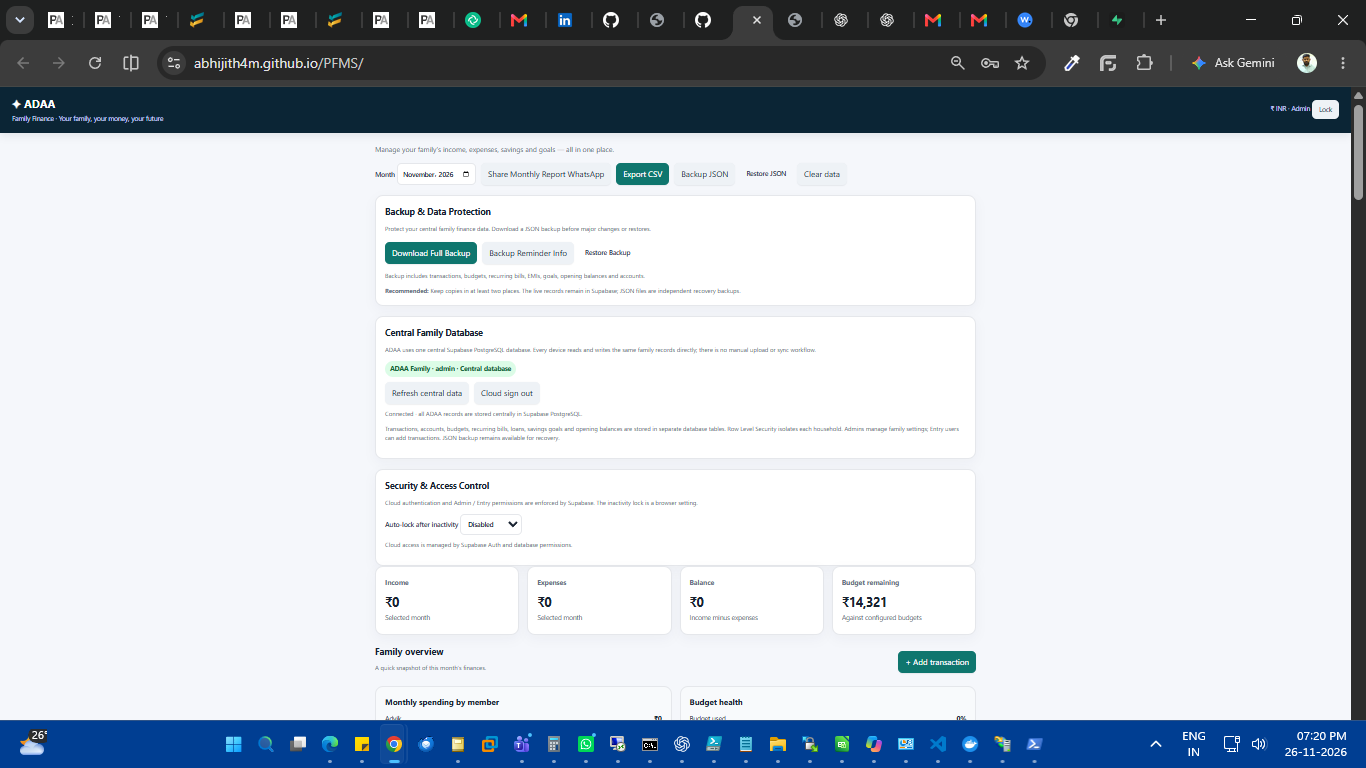 abhijith4m.github.io/PFMS/
Ask Gemini
✦ ADAA
Family Finance · Your family, your money, your future
₹ INR · Admin
Lock
Manage your family's income, expenses, savings and goals — all in one place.
Month
November, 2026
Share Monthly Report WhatsApp
Export CSV
Backup JSON
Restore JSON
Clear data
Backup & Data Protection
Protect your central family finance data. Download a JSON backup before major changes or restores.
Download Full Backup
Backup Reminder Info
Restore Backup
Backup includes transactions, budgets, recurring bills, EMIs, goals, opening balances and accounts.
Recommended: Keep copies in at least two places. The live records remain in Supabase; JSON files are independent recovery backups.
Central Family Database
ADAA uses one central Supabase PostgreSQL database. Every device reads and writes the same family records directly; there is no manual upload or sync workflow.
ADAA Family · admin · Central database
Refresh central data
Cloud sign out
Connected · all ADAA records are stored centrally in Supabase PostgreSQL.
Transactions, accounts, budgets, recurring bills, loans, savings goals and opening balances are stored in separate database tables. Row Level Security isolates each household. Admins manage family settings; Entry users
can add transactions. JSON backup remains available for recovery.
Security & Access Control
Cloud authentication and Admin / Entry permissions are enforced by Supabase. The inactivity lock is a browser setting.
Auto-lock after inactivity
Disabled
Cloud access is managed by Supabase Auth and database permissions.
Income
₹0
Selected month
Expenses
₹0
Selected month
Balance
₹0
Income minus expenses
Budget remaining
₹14,321
Against configured budgets
Family overview
A quick snapshot of this month's finances.
+ Add transaction
Monthly spending by member
Advik
₹0
Budget health
Budget used
0%
26°
ENG
IN
07:20 PM
26-11-2026